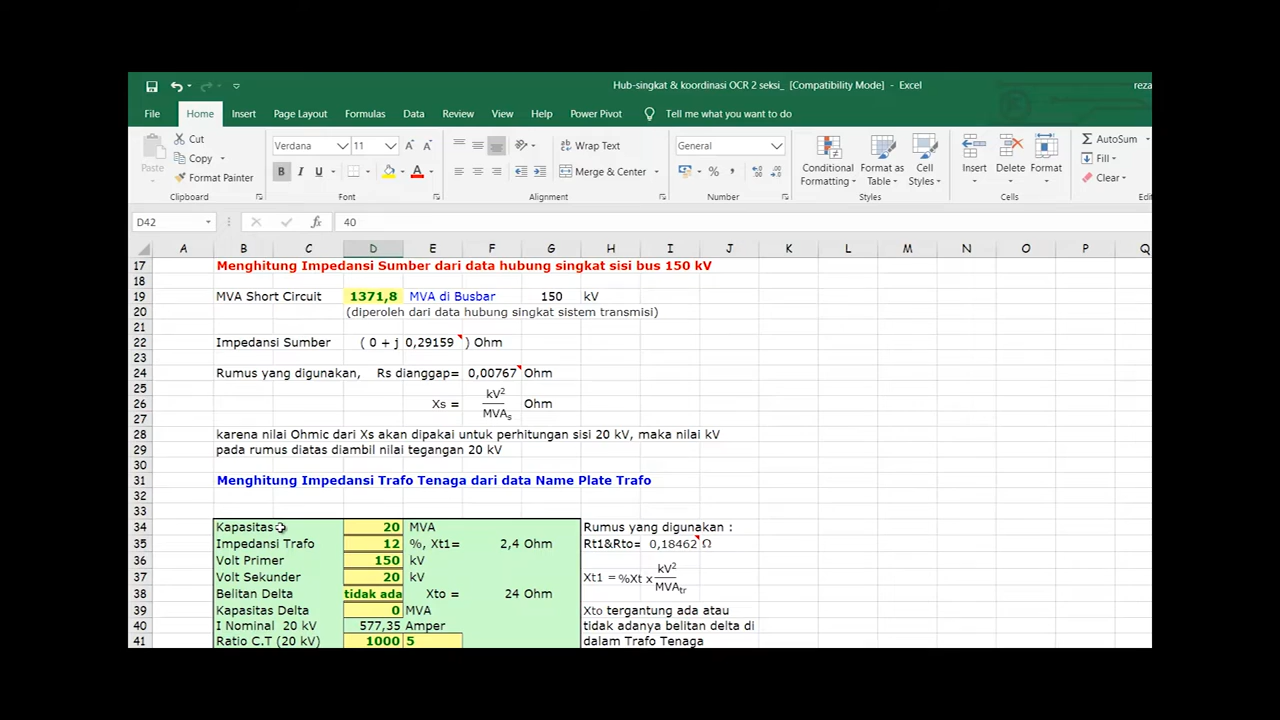 Hub-singkat & koordinasi OCR 2 seksi_ [Compatibility Mode] - Excel
reza
File Home Insert Page Layout Formulas Data Review View Help Power Pivot Tell me what you want to do
Paste
Cut
Copy
Format Painter
Clipboard
Verdana 11
B I U
Font
Wrap Text
Merge & Center
Alignment
General
% ,
Number
Conditional Formatting
Format as Table
Cell Styles
Styles
Insert Delete Format
Cells
AutoSum
Fill
Clear
D42 fx 40
A B C D E F G H I J K L M N O P Q
17 Menghitung Impedansi Sumber dari data hubung singkat sisi bus 150 kV
18
19 MVA Short Circuit 1371,8 MVA di Busbar 150 kV
20 (diperoleh dari data hubung singkat sistem transmisi)
21
22 Impedansi Sumber ( 0 + j 0,29159 ) Ohm
23
24 Rumus yang digunakan, Rs dianggap= 0,00767 Ohm
25
26 Xs = kV² / MVAs Ohm
27
28 karena nilai Ohmic dari Xs akan dipakai untuk perhitungan sisi 20 kV, maka nilai kV
29 pada rumus diatas diambil nilai tegangan 20 kV
30
31 Menghitung Impedansi Trafo Tenaga dari data Name Plate Trafo
32
33
34 Kapasitas 20 MVA Rumus yang digunakan :
35 Impedansi Trafo 12 %, Xt1= 2,4 Ohm Rt1&Rto= 0,18462 Ω
36 Volt Primer 150 kV
37 Volt Sekunder 20 kV Xt1 = %Xt x kV² / MVAtr
38 Belitan Delta tidak ada Xto = 24 Ohm
39 Kapasitas Delta 0 MVA Xto tergantung ada atau
40 I Nominal 20 kV 577,35 Amper tidak adanya belitan delta di
41 Ratio C.T (20 kV) 1000 5 dalam Trafo Tenaga